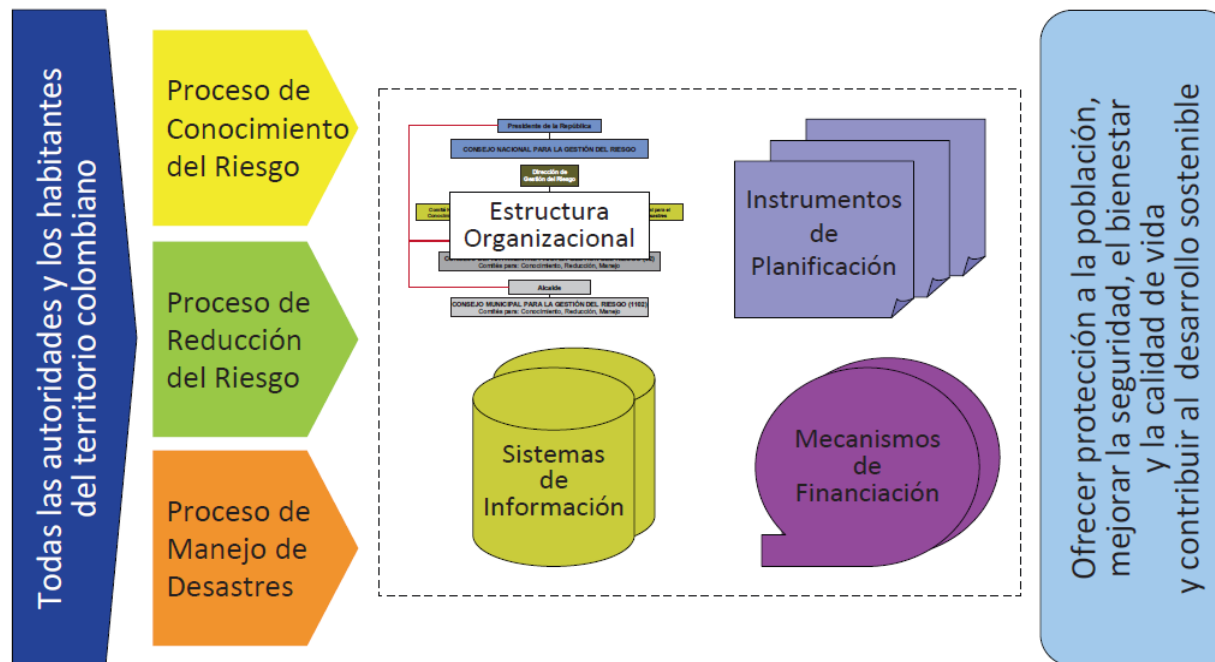 Todas las autoridades y los habitantes
del territorio colombiano
Proceso de
Conocimiento
del Riesgo
Proceso de
Reducción
del Riesgo
Proceso de
Manejo de
Desastres
Presidente de la República
CONSEJO NACIONAL PARA LA GESTIÓN DEL RIESGO
Dirección de
Gestión del Riesgo
Estructura
Organizacional
Comités para: Conocimiento, Reducción, Manejo
Alcalde
CONSEJO MUNICIPAL PARA LA GESTIÓN DEL RIESGO (1102)
Comités para: Conocimiento, Reducción, Manejo
Instrumentos
de
Planificación
Sistemas
de
Información
Mecanismos
de
Financiación
Ofrecer protección a la población,
mejorar la seguridad, el bienestar
y la calidad de vida
y contribuir al desarrollo sostenible